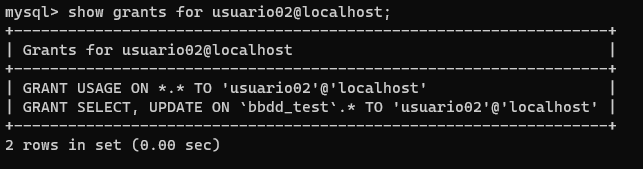 mysql> show grants for usuario02@localhost;
+------------------------------------------------------------------+
| Grants for usuario02@localhost                                   |
+------------------------------------------------------------------+
| GRANT USAGE ON *.* TO 'usuario02'@'localhost'                    |
| GRANT SELECT, UPDATE ON `bbdd_test`.* TO 'usuario02'@'localhost' |
+------------------------------------------------------------------+
2 rows in set (0.00 sec)